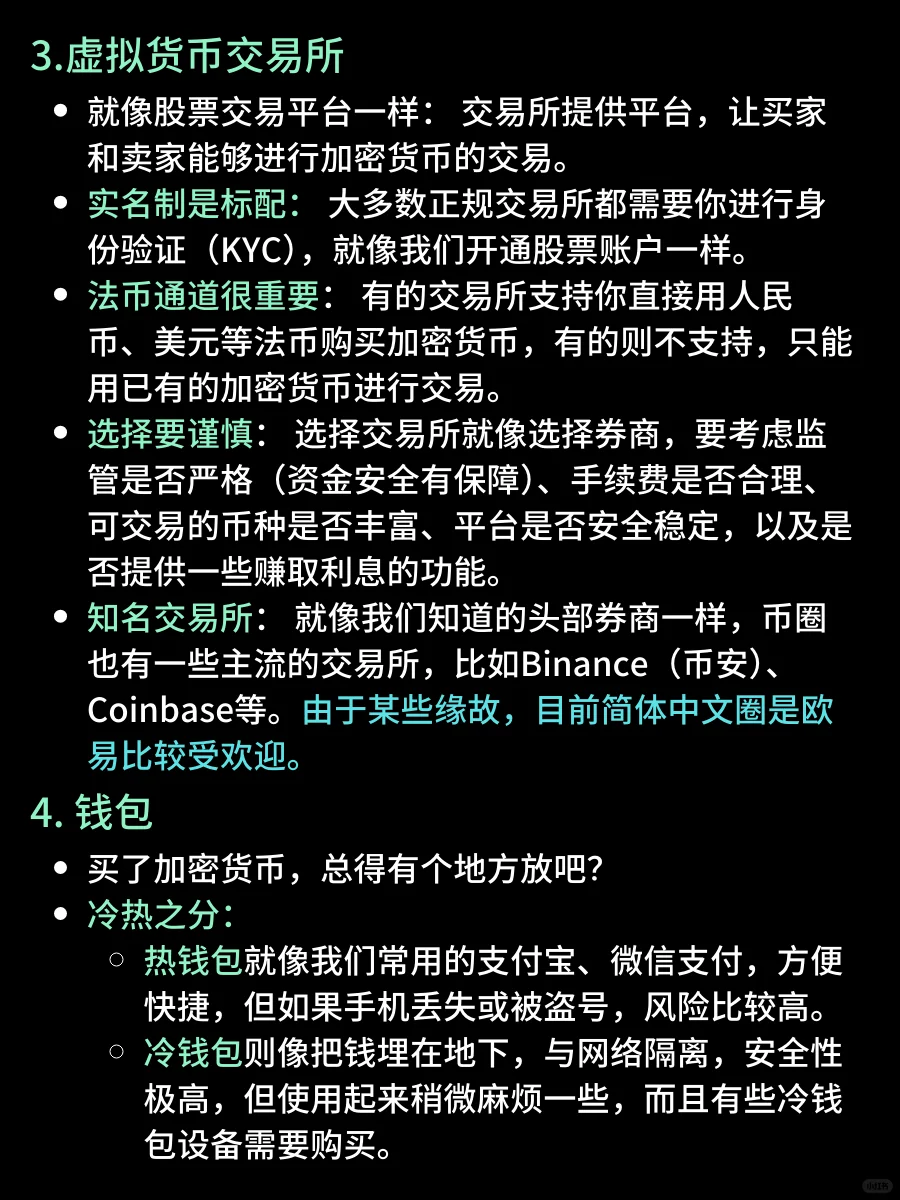 3.虚拟货币交易所
就像股票交易平台一样： 交易所提供平台，让买家
和卖家能够进行加密货币的交易。
实名制是标配： 大多数正规交易所都需要你进行身
份验证（KYC），就像我们开通股票账户一样。
法币通道很重要： 有的交易所支持你直接用人民
币、美元等法币购买加密货币，有的则不支持，只能
用已有的加密货币进行交易。
选择要谨慎： 选择交易所就像选择券商，要考虑监
管是否严格（资金安全有保障）、手续费是否合理、
可交易的币种是否丰富、平台是否安全稳定，以及是
否提供一些赚取利息的功能。
知名交易所： 就像我们知道的头部券商一样，币圈
也有一些主流的交易所，比如Binance（币安）、
Coinbase等。由于某些缘故，目前简体中文圈是欧
易比较受欢迎。
4. 钱包
买了加密货币，总得有个地方放吧？
冷热之分：
热钱包就像我们常用的支付宝、微信支付，方便
快捷，但如果手机丢失或被盗号，风险比较高。
冷钱包则像把钱埋在地下，与网络隔离，安全性
极高，但使用起来稍微麻烦一些，而且有些冷钱
包设备需要购买。
小红书